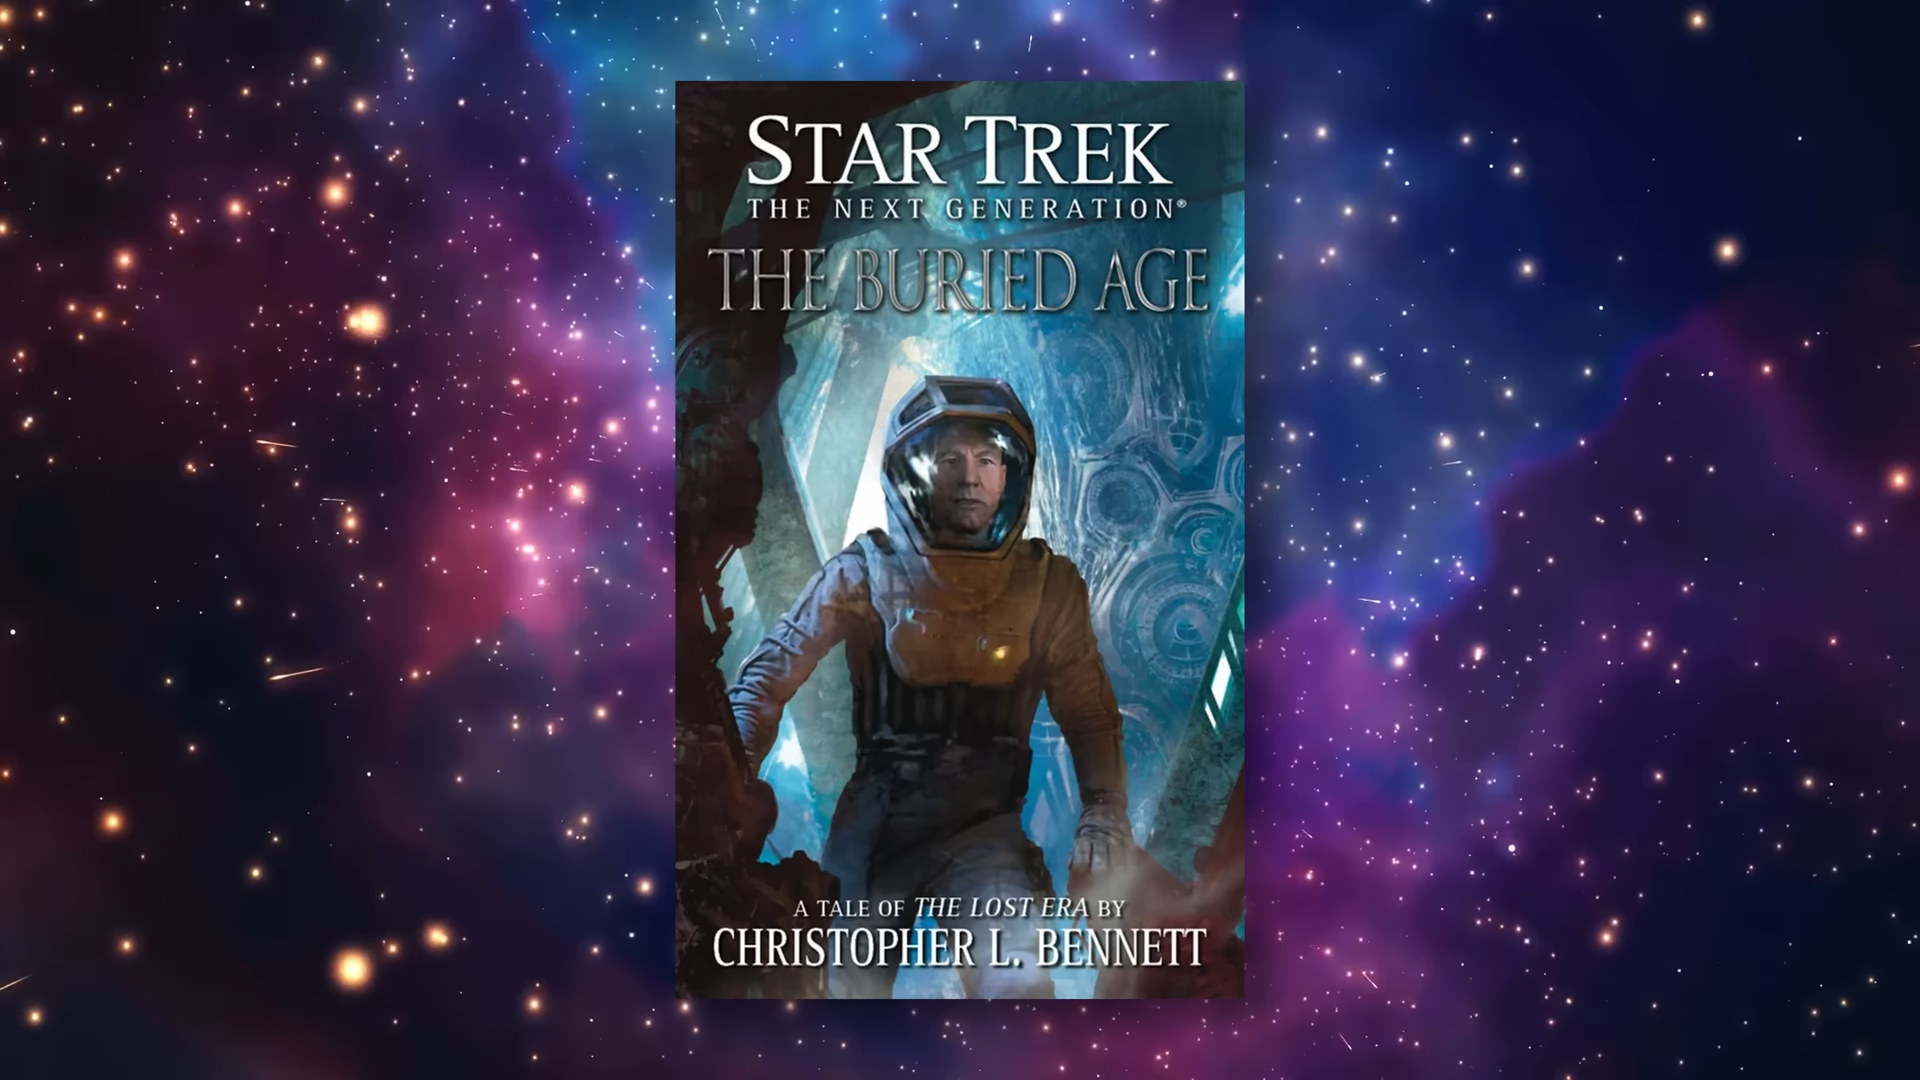 STAR TREK
THE NEXT GENERATION®
THE BURIED AGE
A TALE OF THE LOST ERA BY
CHRISTOPHER L. BENNETT